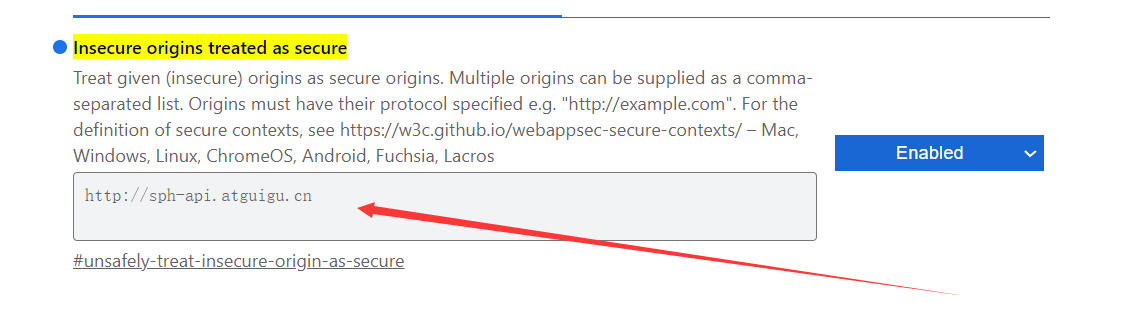 Insecure origins treated as secure
Treat given (insecure) origins as secure origins. Multiple origins can be supplied as a comma-
separated list. Origins must have their protocol specified e.g. "http://example.com". For the
definition of secure contexts, see https://w3c.github.io/webappsec-secure-contexts/ – Mac,
Windows, Linux, ChromeOS, Android, Fuchsia, Lacros
Enabled
http://sph-api.atguigu.cn
#unsafely-treat-insecure-origin-as-secure